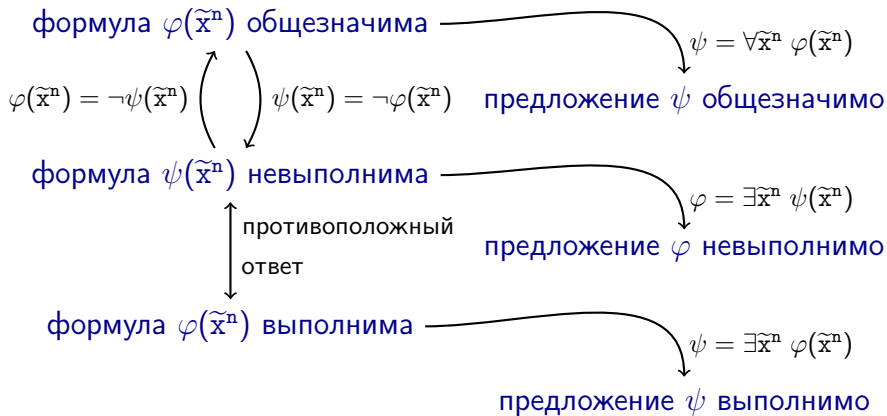 формула φ(x̃ⁿ) общезначима
ψ = ∀x̃ⁿ φ(x̃ⁿ)
предложение ψ общезначимо
φ(x̃ⁿ) = ¬ψ(x̃ⁿ)
ψ(x̃ⁿ) = ¬φ(x̃ⁿ)
формула ψ(x̃ⁿ) невыполнима
φ = ∃x̃ⁿ ψ(x̃ⁿ)
предложение φ невыполнимо
противоположный
ответ
формула φ(x̃ⁿ) выполнима
ψ = ∃x̃ⁿ φ(x̃ⁿ)
предложение ψ выполнимо